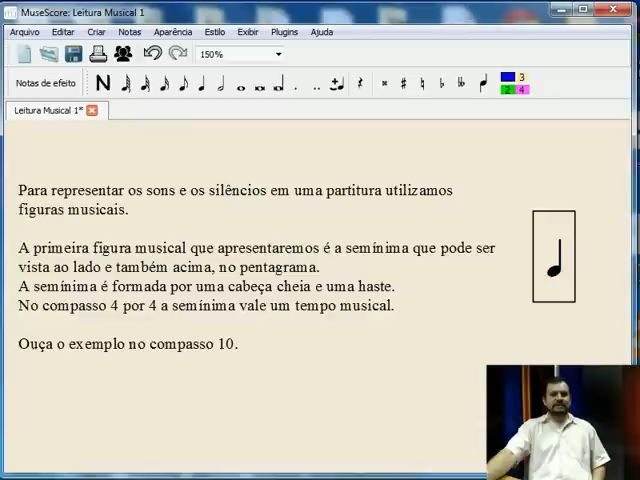 MuseScore: Leitura Musical 1
Arquivo Editar Criar Notas Aparência Estilo Exibir Plugins Ajuda
150%
Notas de efeito N 3
2 4
Leitura Musical 1*
Para representar os sons e os silêncios em uma partitura utilizamos
figuras musicais.
A primeira figura musical que apresentaremos é a semínima que pode ser
vista ao lado e também acima, no pentagrama.
A semínima é formada por uma cabeça cheia e uma haste.
No compasso 4 por 4 a semínima vale um tempo musical.
Ouça o exemplo no compasso 10.